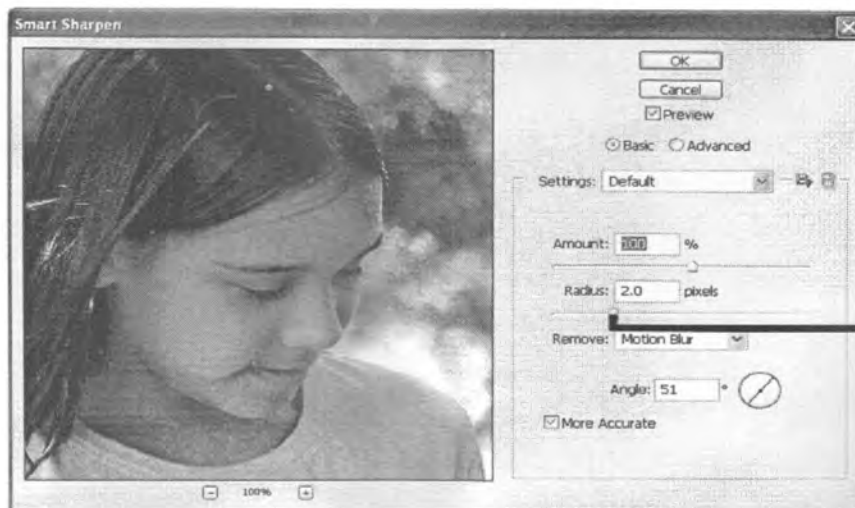 Smart Sharpen
OK
Cancel
Preview
Basic Advanced
Settings: Default
Amount: 100 %
Radius: 2.0 pixels
Remove: Motion Blur
Angle: 51 °
More Accurate
100%